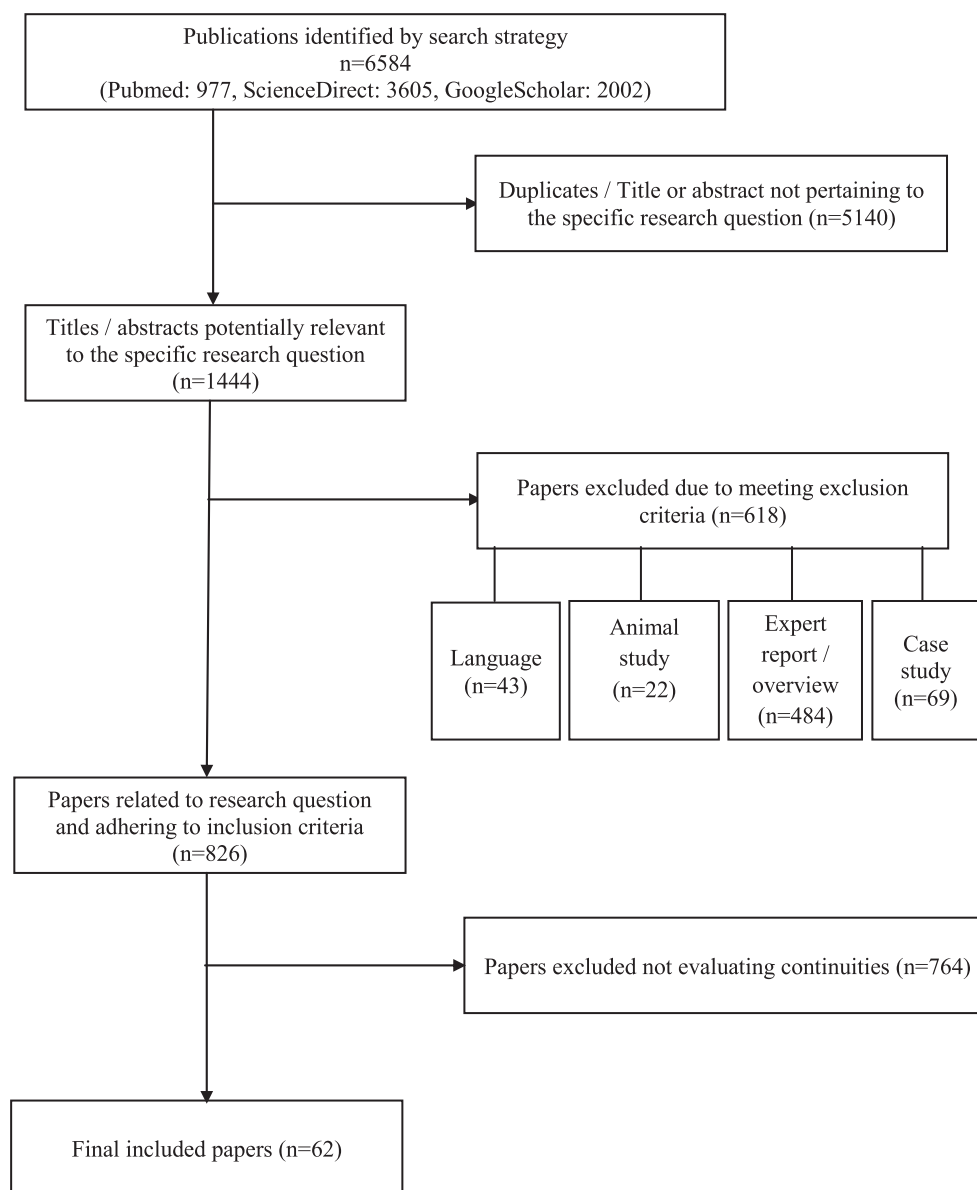 Publications identified by search strategy
n=6584
(Pubmed: 977, ScienceDirect: 3605, GoogleScholar: 2002)
Duplicates / Title or abstract not pertaining to
the specific research question (n=5140)
Titles / abstracts potentially relevant
to the specific research question
(n=1444)
Papers excluded due to meeting exclusion
criteria (n=618)
Language
(n=43)
Animal
study
(n=22)
Expert
report /
overview
(n=484)
Case
study
(n=69)
Papers related to research question
and adhering to inclusion criteria
(n=826)
Papers excluded not evaluating continuities (n=764)
Final included papers (n=62)